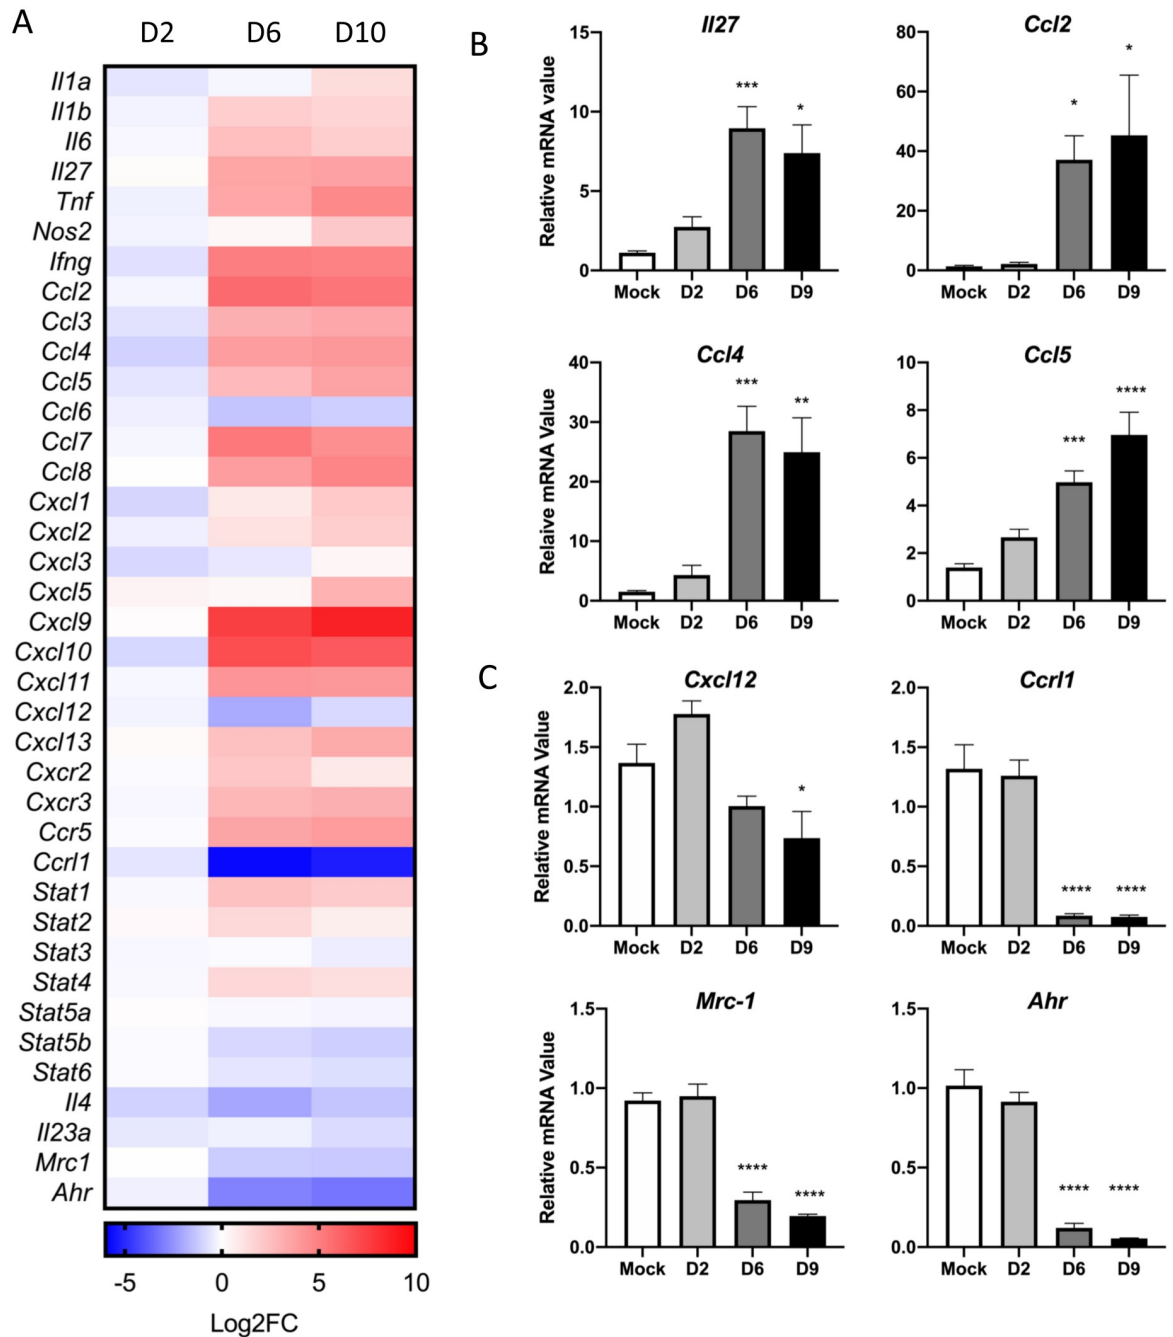 A
D2 D6 D10
Il1a
Il1b
Il6
Il27
Tnf
Nos2
Ifng
Ccl2
Ccl3
Ccl4
Ccl5
Ccl6
Ccl7
Ccl8
Cxcl1
Cxcl2
Cxcl3
Cxcl5
Cxcl9
Cxcl10
Cxcl11
Cxcl12
Cxcl13
Cxcr2
Cxcr3
Ccr5
Ccrl1
Stat1
Stat2
Stat3
Stat4
Stat5a
Stat5b
Stat6
Il4
Il23a
Mrc1
Ahr
-5 0 5 10
Log2FC
B
Il27
Relative mRNA value
15
10
5
0
***
*
Mock D2 D6 D9
Ccl2
80
60
40
20
0
*
*
Mock D2 D6 D9
Ccl4
Relaive mRNA Value
40
30
20
10
0
***
**
Mock D2 D6 D9
Ccl5
10
8
6
4
2
0
***
****
Mock D2 D6 D9
C
Cxcl12
Relative mRNA Value
2.0
1.5
1.0
0.5
0.0
*
Mock D2 D6 D9
Ccrl1
2.0
1.5
1.0
0.5
0.0
**** ****
Mock D2 D6 D9
Mrc-1
Relative mRNA Value
1.5
1.0
0.5
0.0
****
****
Mock D2 D6 D9
Ahr
1.5
1.0
0.5
0.0
**** ****
Mock D2 D6 D9